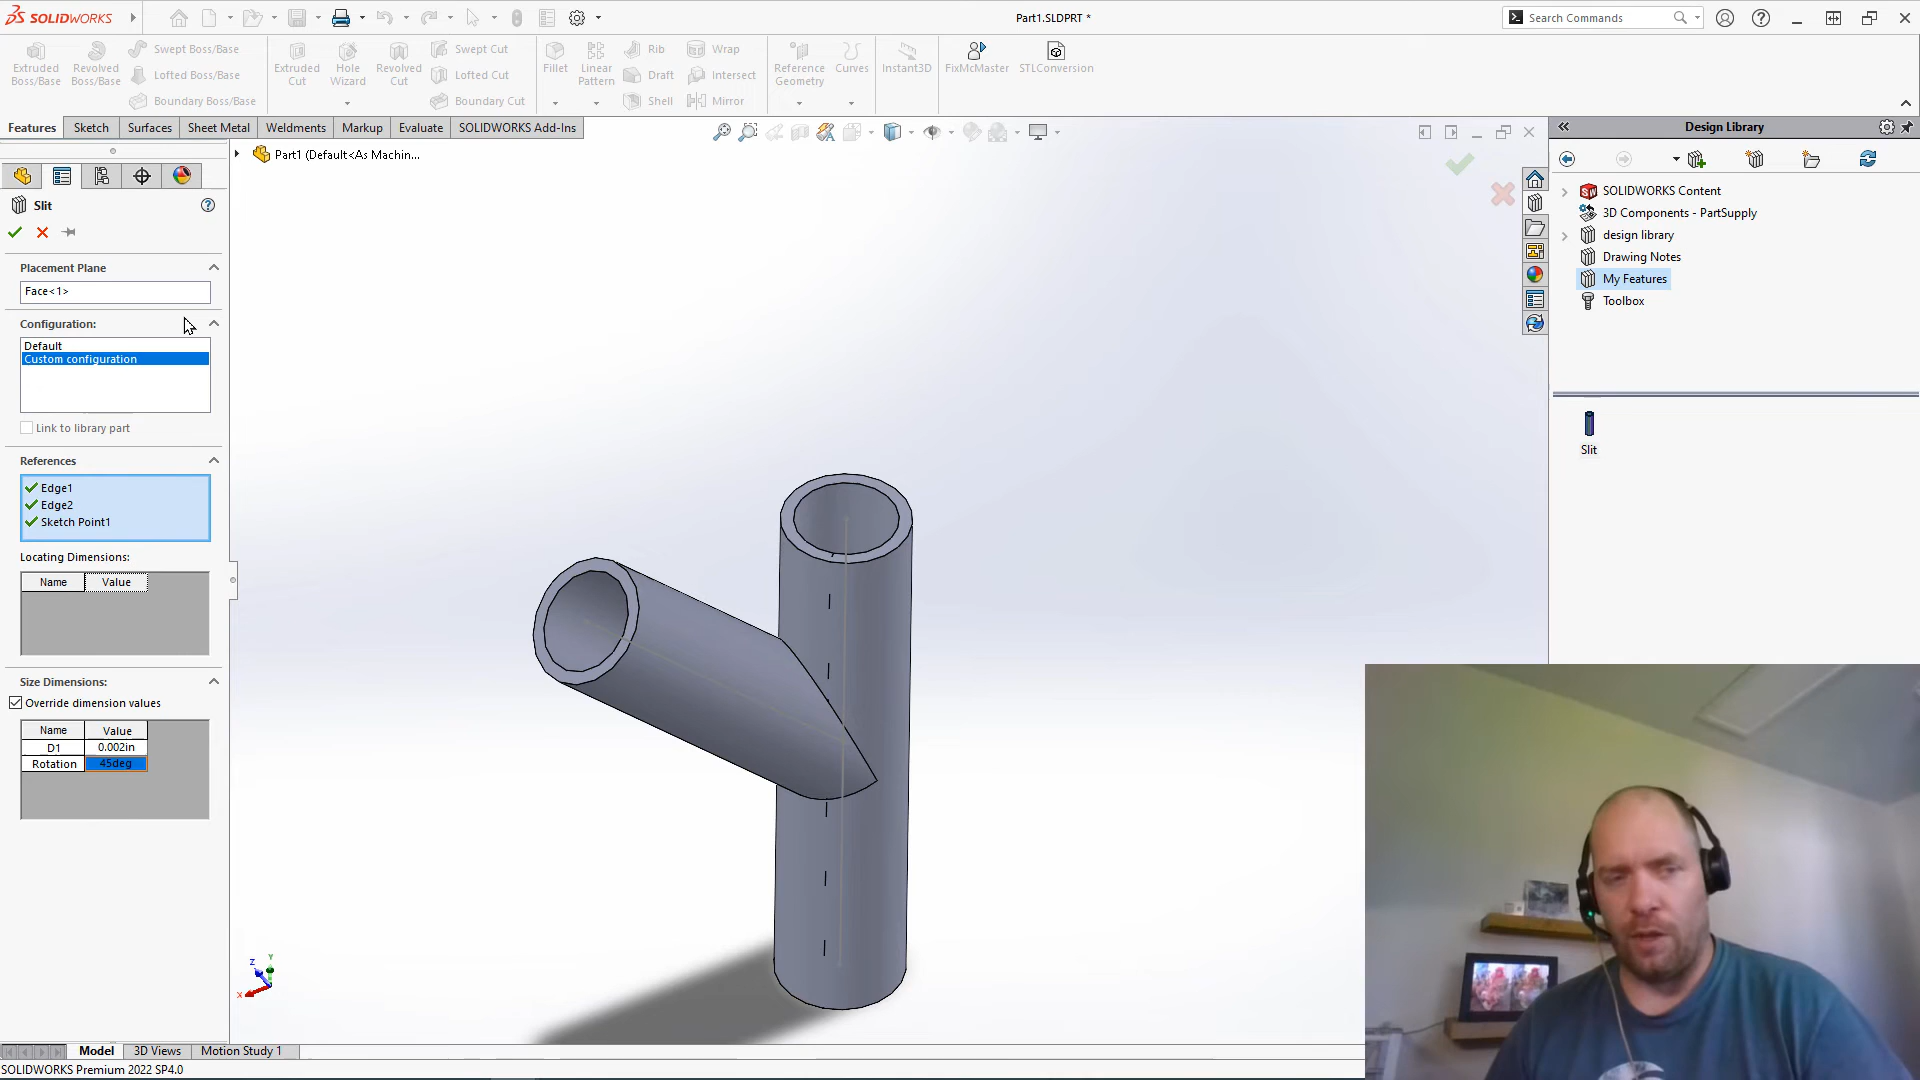 SOLIDWORKS
Part1.SLDPRT *
Search Commands
Extruded Boss/Base
Revolved Boss/Base
Swept Boss/Base
Lofted Boss/Base
Boundary Boss/Base
Extruded Cut
Hole Wizard
Revolved Cut
Swept Cut
Lofted Cut
Boundary Cut
Fillet
Linear Pattern
Rib
Draft
Shell
Wrap
Intersect
Mirror
Reference Geometry
Curves
Instant3D
FixMcMaster
STLConversion
Features
Sketch
Surfaces
Sheet Metal
Weldments
Markup
Evaluate
SOLIDWORKS Add-Ins
Part1 (Default<As Machin...
Slit
Placement Plane
Face<1>
Configuration:
Default
Custom configuration
Link to library part
References
Edge1
Edge2
Sketch Point1
Locating Dimensions:
Name Value
Size Dimensions:
Override dimension values
Name Value
D1 0.002in
Rotation 45deg
Z Y
X
Design Library
SOLIDWORKS Content
3D Components - PartSupply
design library
Drawing Notes
My Features
Toolbox
Slit
Model
3D Views
Motion Study 1
SOLIDWORKS Premium 2022 SP4.0